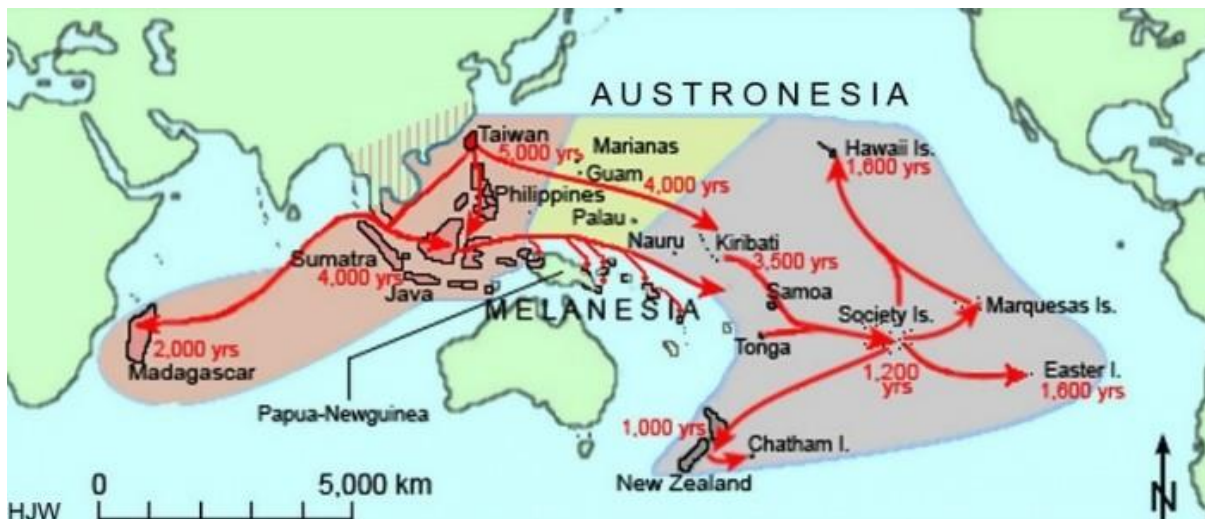 AUSTRONESIA
Taiwan
5,000 yrs
Marianas
Guam
4,000 yrs
Philippines
Palau
Hawaii Is.
1,600 yrs
Nauru
Kiribati
3,500 yrs
Sumatra
4,000 yrs
Java
MELANESIA
Samoa
Society Is.
Marquesas Is.
Tonga
1,200
yrs
2,000 yrs
Madagascar
Easter I.
1,600 yrs
Papua-Newguinea
1,000 yrs
Chatham I.
New Zealand
0 5,000 km
HJW
N